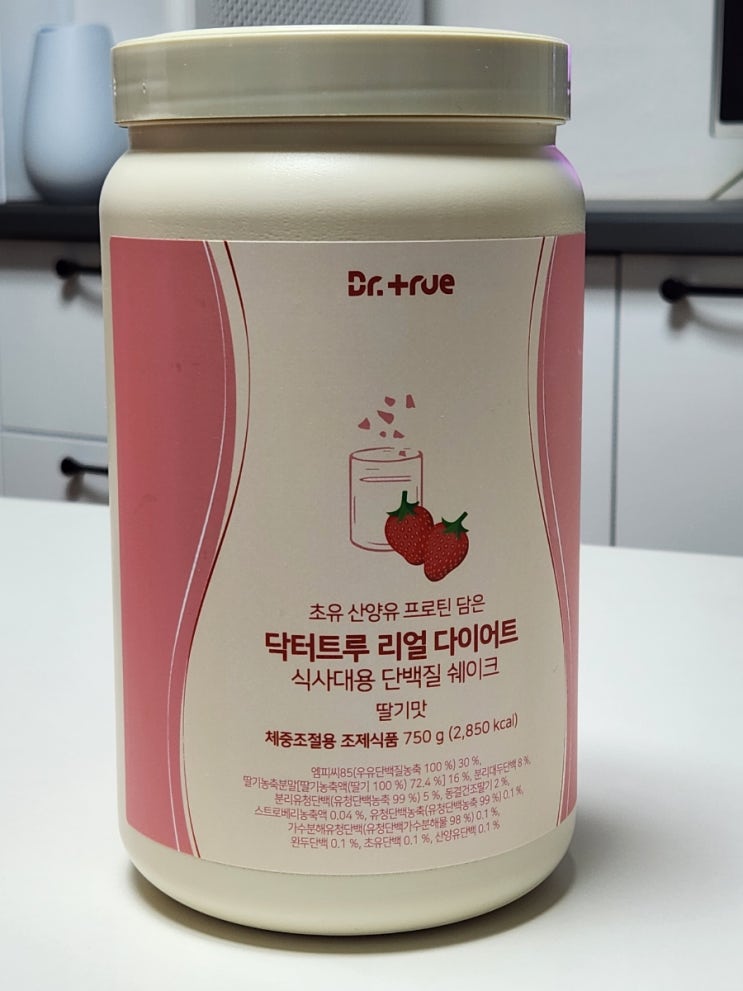 Dr.true
초유 산양유 프로틴 담은
닥터트루 리얼 다이어트
식사대용 단백질 쉐이크
딸기맛
체중조절용 조제식품 750 g (2,850 kcal)
엠피씨85(우유단백질농축 100 %) 30 %,
딸기농축분말[딸기농축액(딸기 100 %) 72.4 %] 16 %, 분리대두단백 8 %,
분리유청단백(유청단백농축 99 %) 5 %, 동결건조딸기 2 %,
스트로베리농축액 0.04 %, 유청단백농축(유청단백농축 99 %) 0.1 %,
가수분해유청단백(유청단백가수분해물 98 %) 0.1 %,
완두단백 0.1 %, 초유단백 0.1 %, 산양유단백 0.1 %